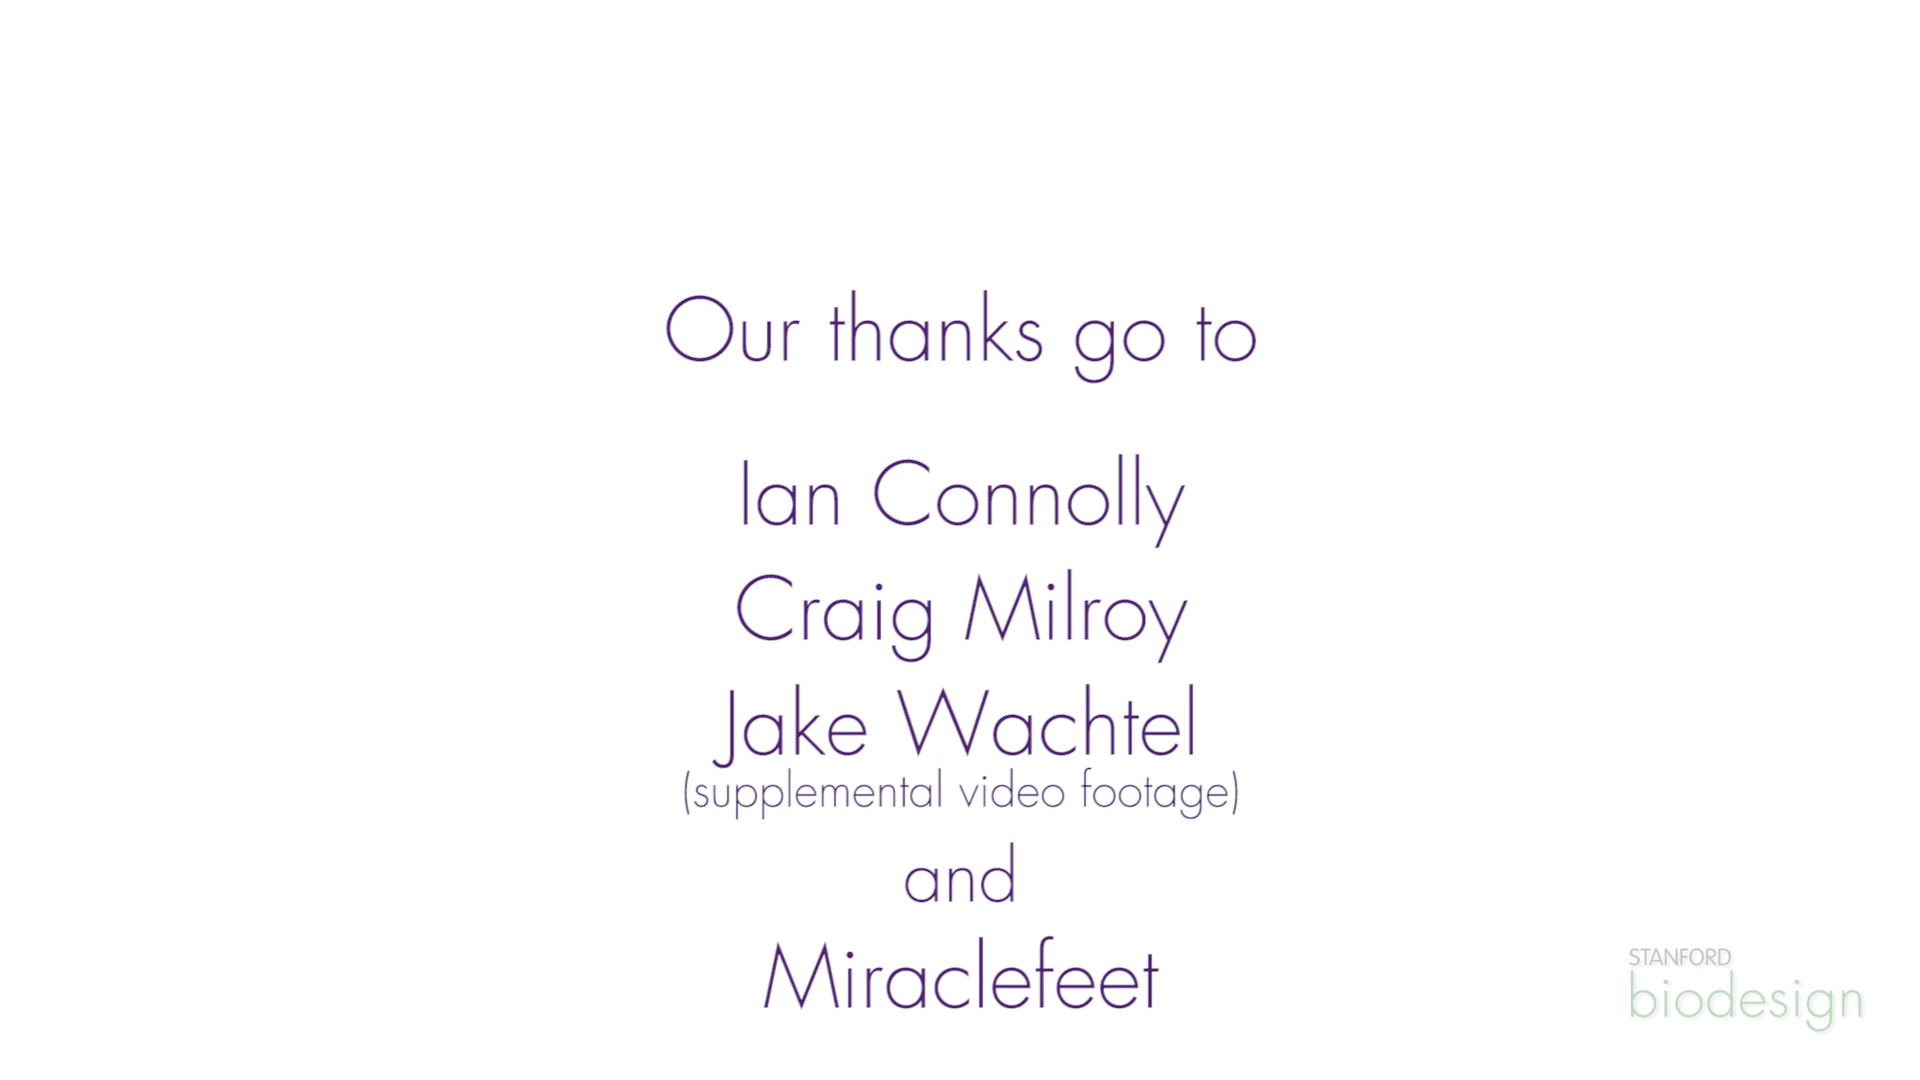 Our thanks go to
Ian Connolly
Craig Milroy
Jake Wachtel
(supplemental video footage)
and
Miraclefeet
STANFORD
biodesign